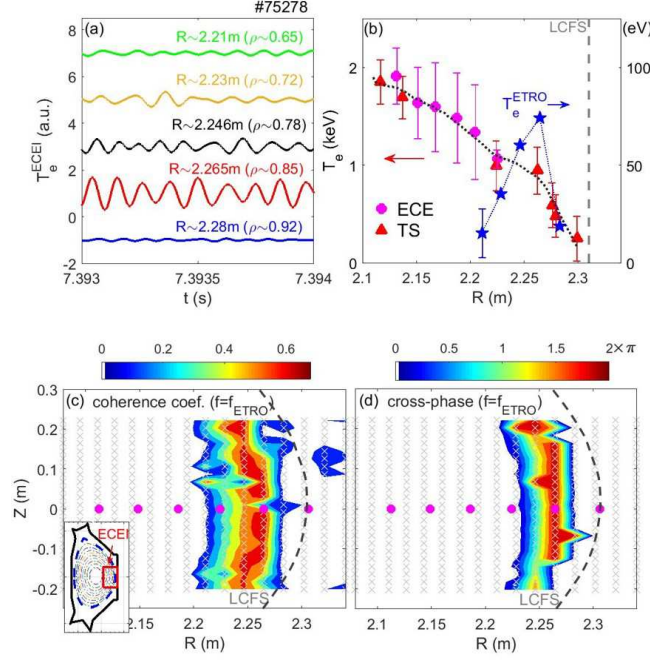 #75278
(a)
R~2.21m (ρ~0.65)
R~2.23m (ρ~0.72)
R~2.246m (ρ~0.78)
R~2.265m (ρ~0.85)
R~2.28m (ρ~0.92)
8
6
4
2
0
-2
T_e^ECEI (a.u.)
7.393
7.3935
7.394
t (s)
(b)
LCFS
(eV)
T_e^ETRO
ECE
TS
2
1
0
T_e (keV)
100
50
0
2.1
2.15
2.2
2.25
2.3
R (m)
0
0.2
0.4
0.6
(c) coherence coef. (f=f_ETRO)
0.3
0.2
0.1
0
-0.1
-0.2
Z (m)
ECEI
LCFS
2.15
2.2
2.25
2.3
R (m)
0
0.5
1
1.5
2×π
(d) cross-phase (f=f_ETRO)
LCFS
2.1
2.15
2.2
2.25
2.3
R (m)